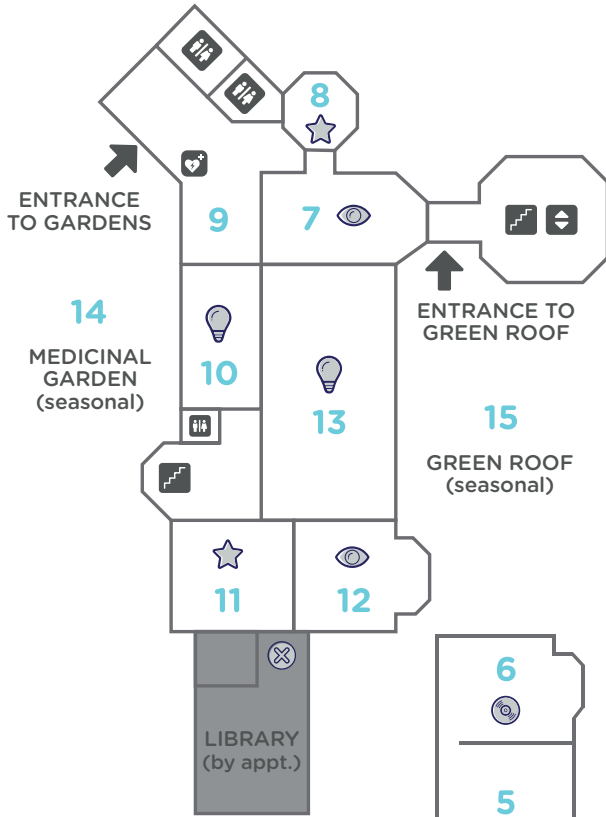 8
ENTRANCE
TO GARDENS
9
7
14
MEDICINAL
GARDEN
(seasonal)
10
13
ENTRANCE TO
GREEN ROOF
15
GREEN ROOF
(seasonal)
11
12
LIBRARY
(by appt.)
6
5